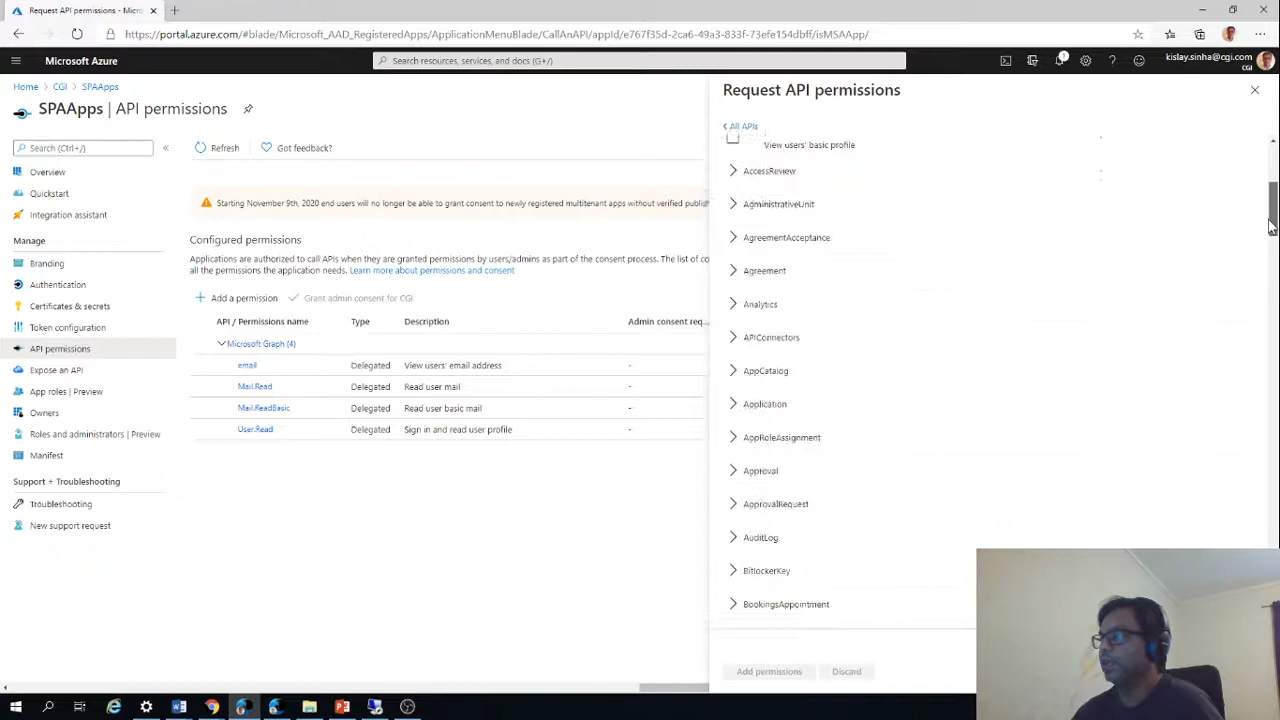 Request API permissions - Micro
https://portal.azure.com/#blade/Microsoft_AAD_RegisteredApps/ApplicationMenuBlade/CallAnAPI/appId/e767f35d-2ca6-49a3-833f-73efe154dbff/isMSAApp/
Microsoft Azure
Search resources, services, and docs (G+/)
1
kislay.sinha@cgi.com
CGI
Home > CGI > SPAApps
SPAApps | API permissions
Search (Ctrl+/)
Overview
Quickstart
Integration assistant
Manage
Branding
Authentication
Certificates & secrets
Token configuration
API permissions
Expose an API
App roles | Preview
Owners
Roles and administrators | Preview
Manifest
Support + Troubleshooting
Troubleshooting
New support request
Refresh
Got feedback?
Starting November 9th, 2020 end users will no longer be able to grant consent to newly registered multitenant apps without verified publis
Configured permissions
Applications are authorized to call APIs when they are granted permissions by users/admins as part of the consent process. The list of co
all the permissions the application needs. Learn more about permissions and consent
Add a permission
Grant admin consent for CGI
API / Permissions name Type Description Admin consent req...
Microsoft Graph (4)
email Delegated View users' email address -
Mail.Read Delegated Read user mail -
Mail.ReadBasic Delegated Read user basic mail -
User.Read Delegated Sign in and read user profile -
Request API permissions
All APIs
View users' basic profile
AccessReview
AdministrativeUnit
AgreementAcceptance
Agreement
Analytics
APIConnectors
AppCatalog
Application
AppRoleAssignment
Approval
ApprovalRequest
AuditLog
BitlockerKey
BookingsAppointment
Add permissions
Discard